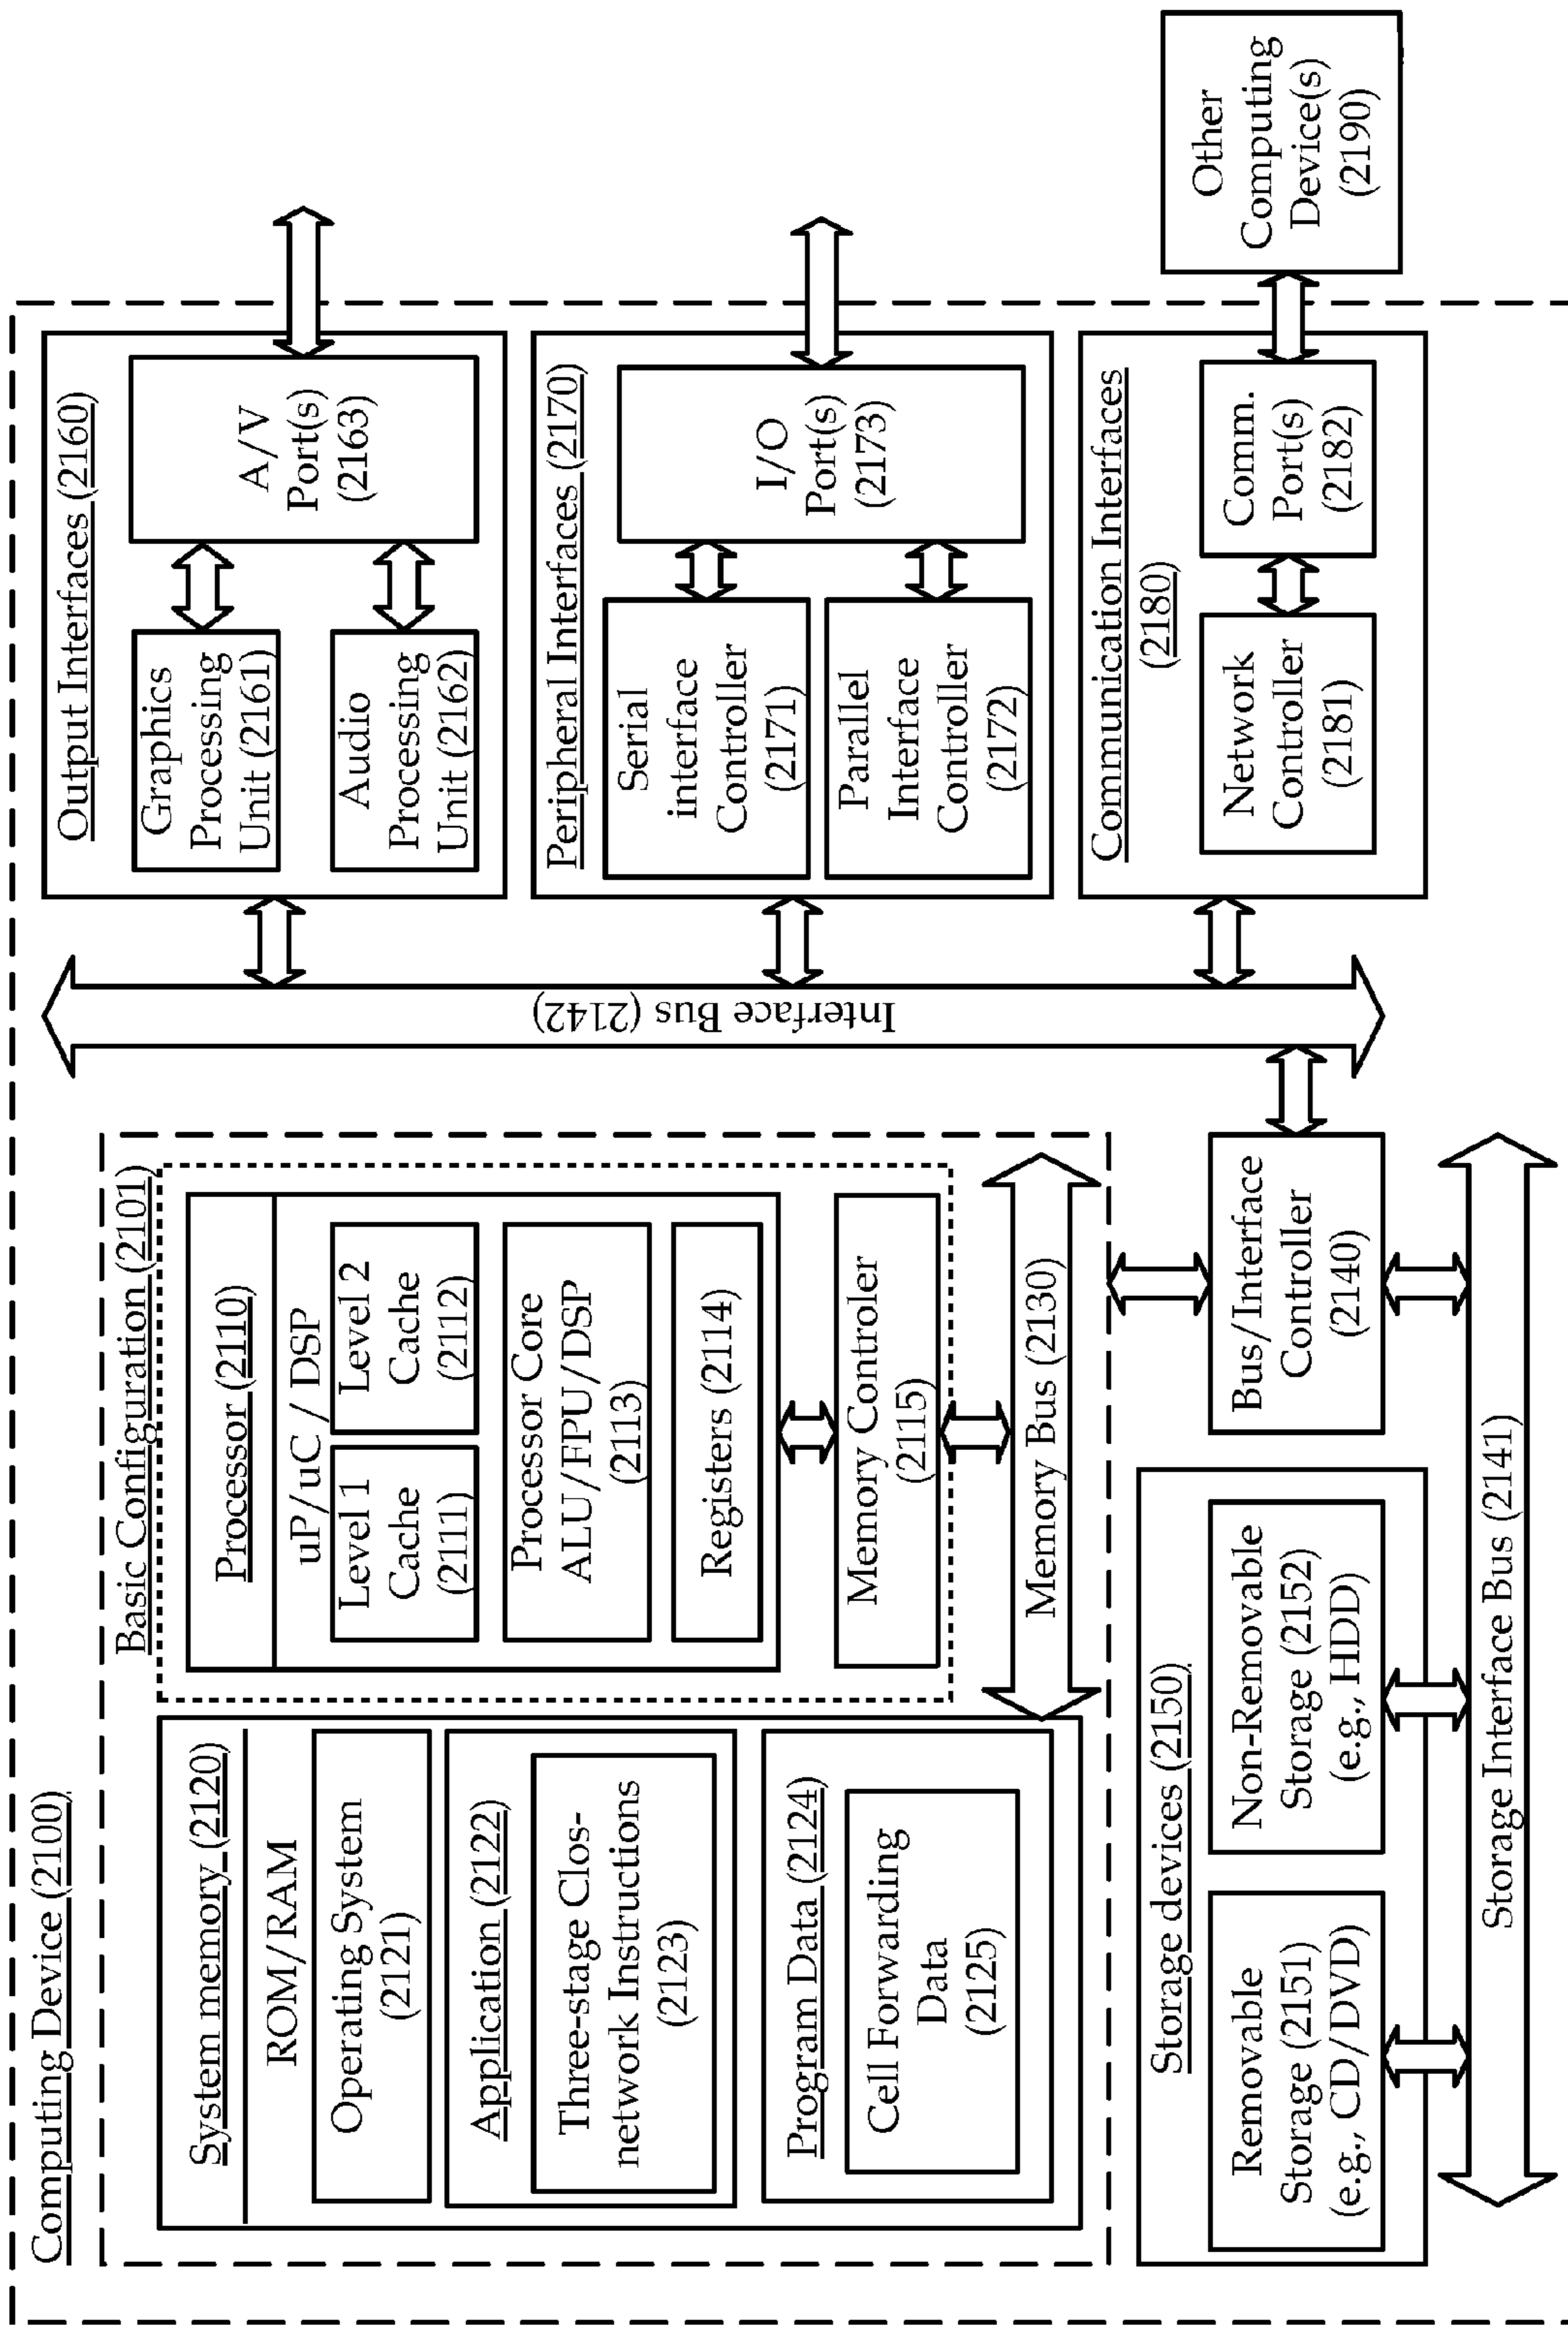 Computing Device (2100)
Basic Configuration (2101)
System memory (2120)
ROM/RAM
Operating System
(2121)
Application (2122)
Three-stage Clos-
network Instructions
(2123)
Program Data (2124)
Cell Forwarding
Data
(2125)
Processor (2110)
uP/uC / DSP
Level 1
Cache
(2111)
Level 2
Cache
(2112)
Processor Core
ALU/FPU/DSP
(2113)
Registers (2114)
Memory Controler
(2115)
Memory Bus (2130)
Storage devices (2150)
Removable
Storage (2151)
(e.g., CD/DVD)
Non-Removable
Storage (2152)
(e.g., HDD)
Bus/Interface
Controller
(2140)
Storage Interface Bus (2141)
Interface Bus (2142)
Output Interfaces (2160)
Graphics
Processing
Unit (2161)
Audio
Processing
Unit (2162)
A/V
Port(s)
(2163)
Peripheral Interfaces (2170)
Serial
interface
Controller
(2171)
Parallel
Interface
Controller
(2172)
I/O
Port(s)
(2173)
Communication Interfaces
(2180)
Network
Controller
(2181)
Comm.
Port(s)
(2182)
Other
Computing
Device(s)
(2190)